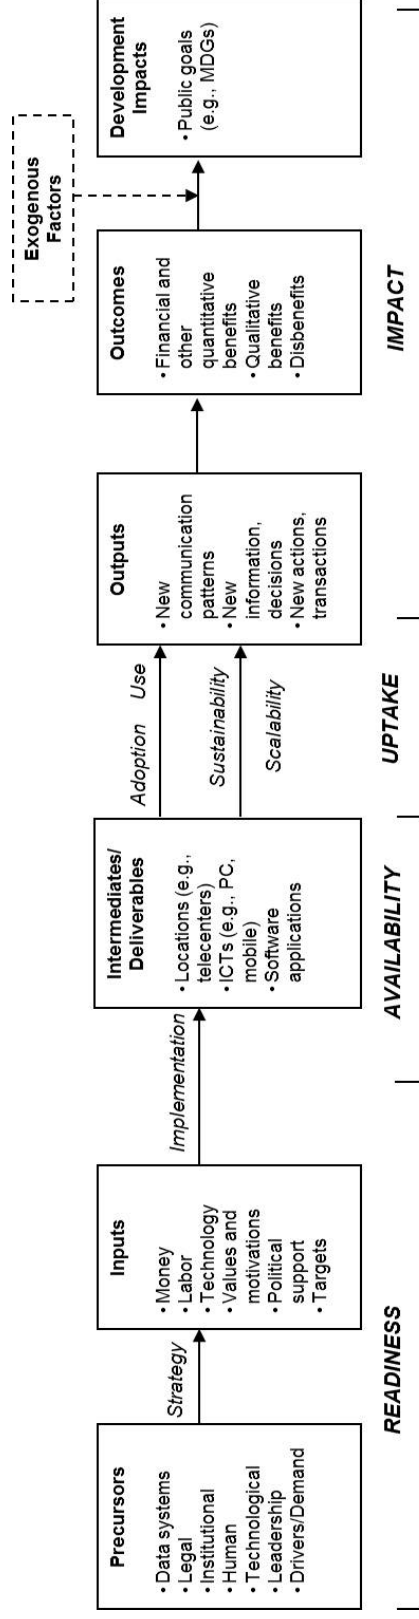 Exogenous
Factors
Precursors
• Data systems
• Legal
• Institutional
• Human
• Technological
• Leadership
• Drivers/Demand
Strategy
Inputs
• Money
• Labor
• Technology
• Values and
motivations
• Political
support
• Targets
Implementation
Intermediates/
Deliverables
• Locations (e.g.,
telecenters)
• ICTs (e.g., PC,
mobile)
• Software
applications
Adoption Use
Sustainability
Scalability
Outputs
• New
communication
patterns
• New
information,
decisions
• New actions,
transactions
Outcomes
• Financial and
other
quantitative
benefits
• Qualitative
benefits
• Disbenefits
Development
Impacts
• Public goals
(e.g., MDGs)
READINESS
AVAILABILITY
UPTAKE
IMPACT